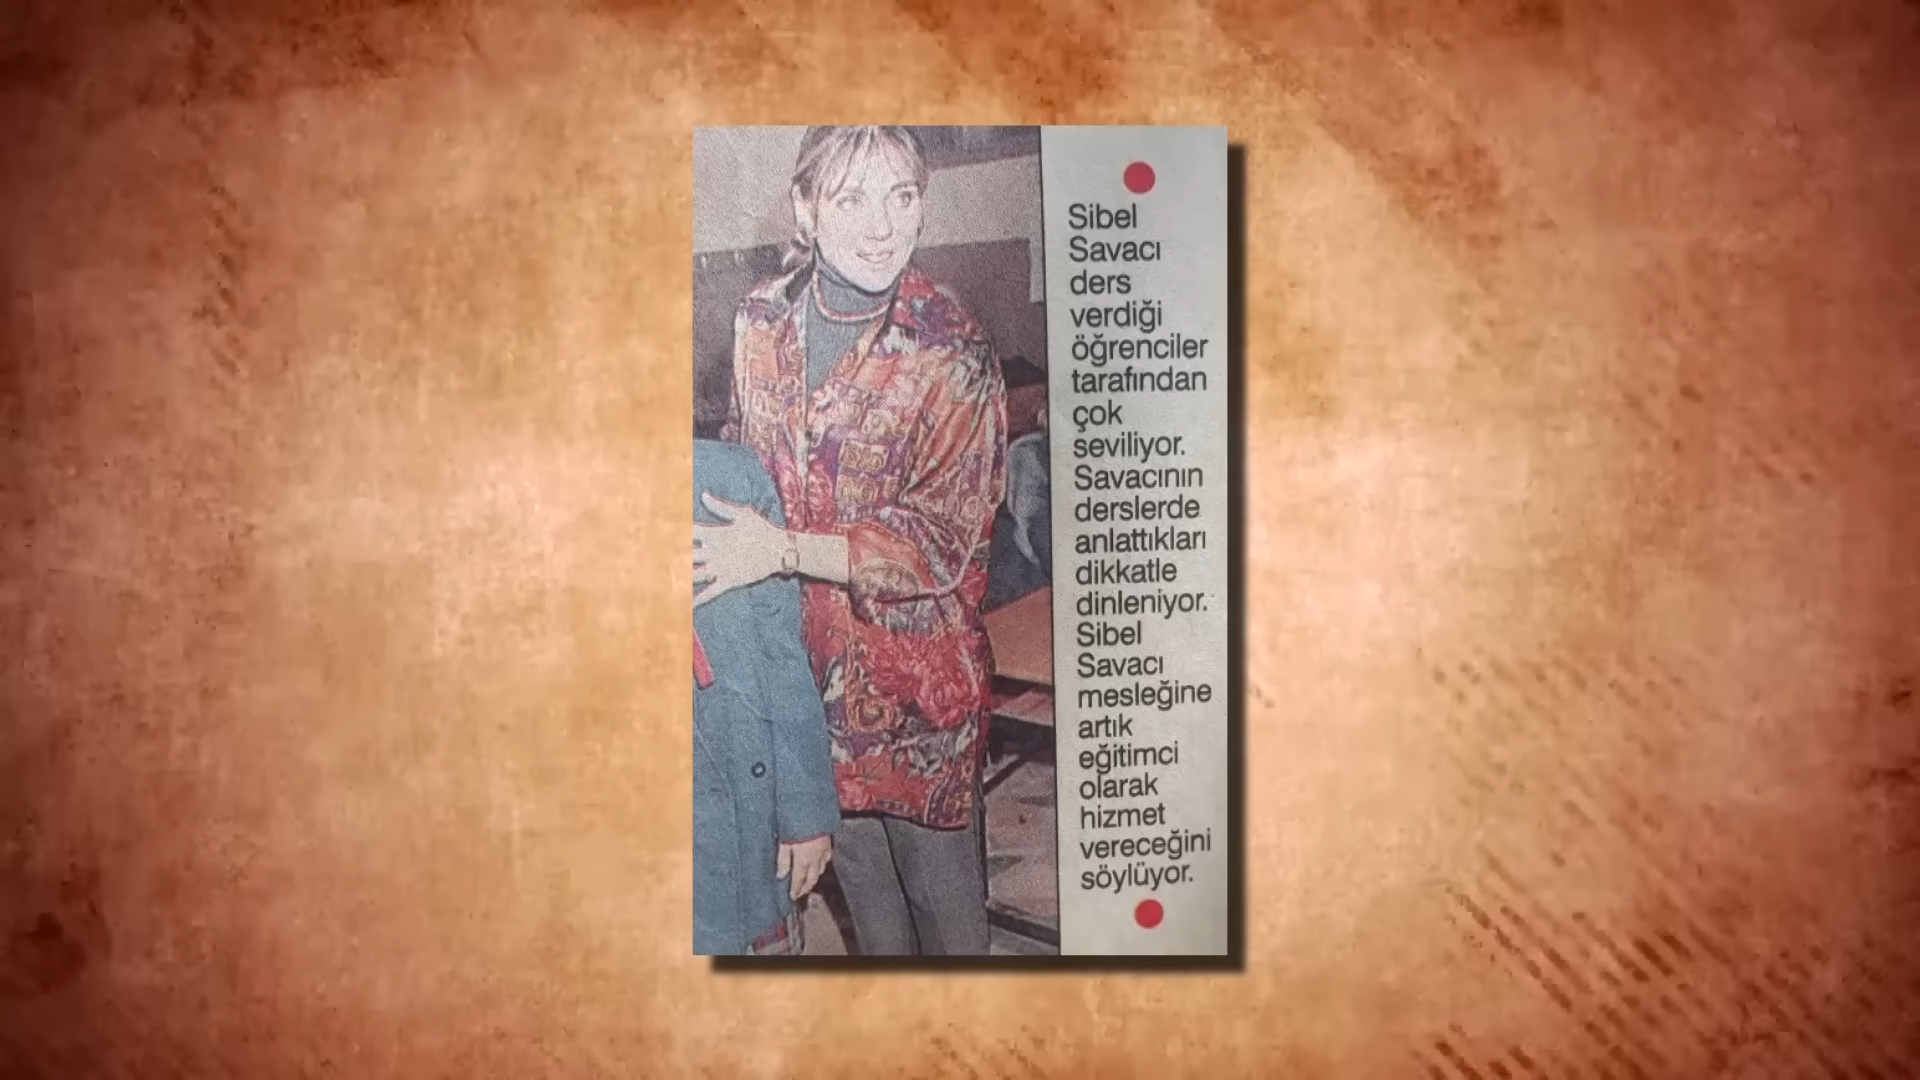 Sibel
Savacı
ders
verdiği
öğrenciler
tarafından
çok
seviliyor.
Savacının
derslerde
anlattıkları
dikkatle
dinleniyor.
Sibel
Savacı
mesleğine
artık
eğitimci
olarak
hizmet
vereceğini
söylüyor.